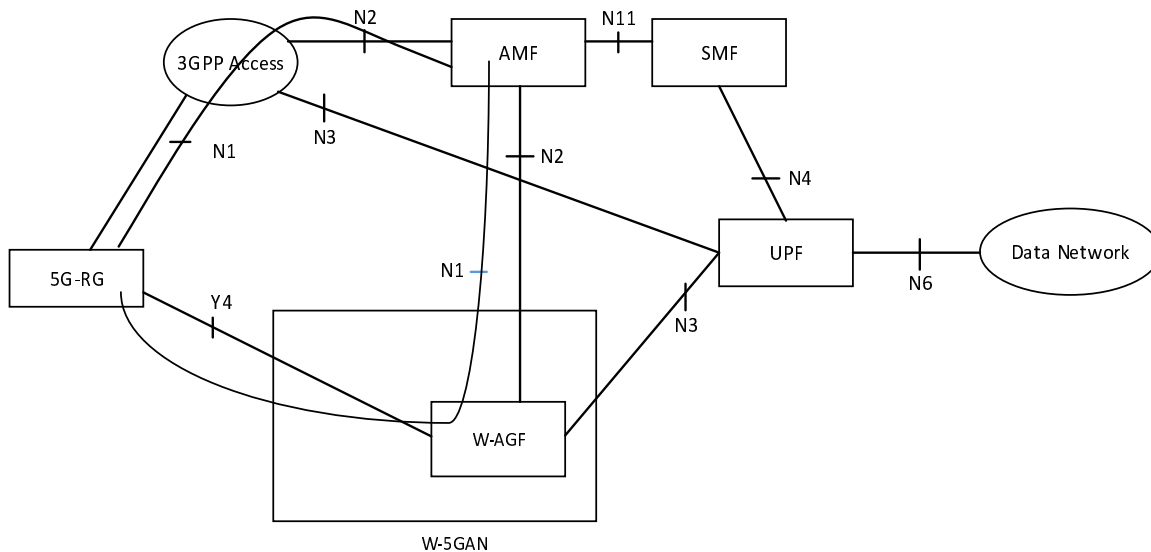 N2
N11
3GPP Access
AMF
SMF
N3
N1
N2
N4
5G-RG
N1
UPF
Data Network
N6
Y4
N3
W-AGF
W-5GAN